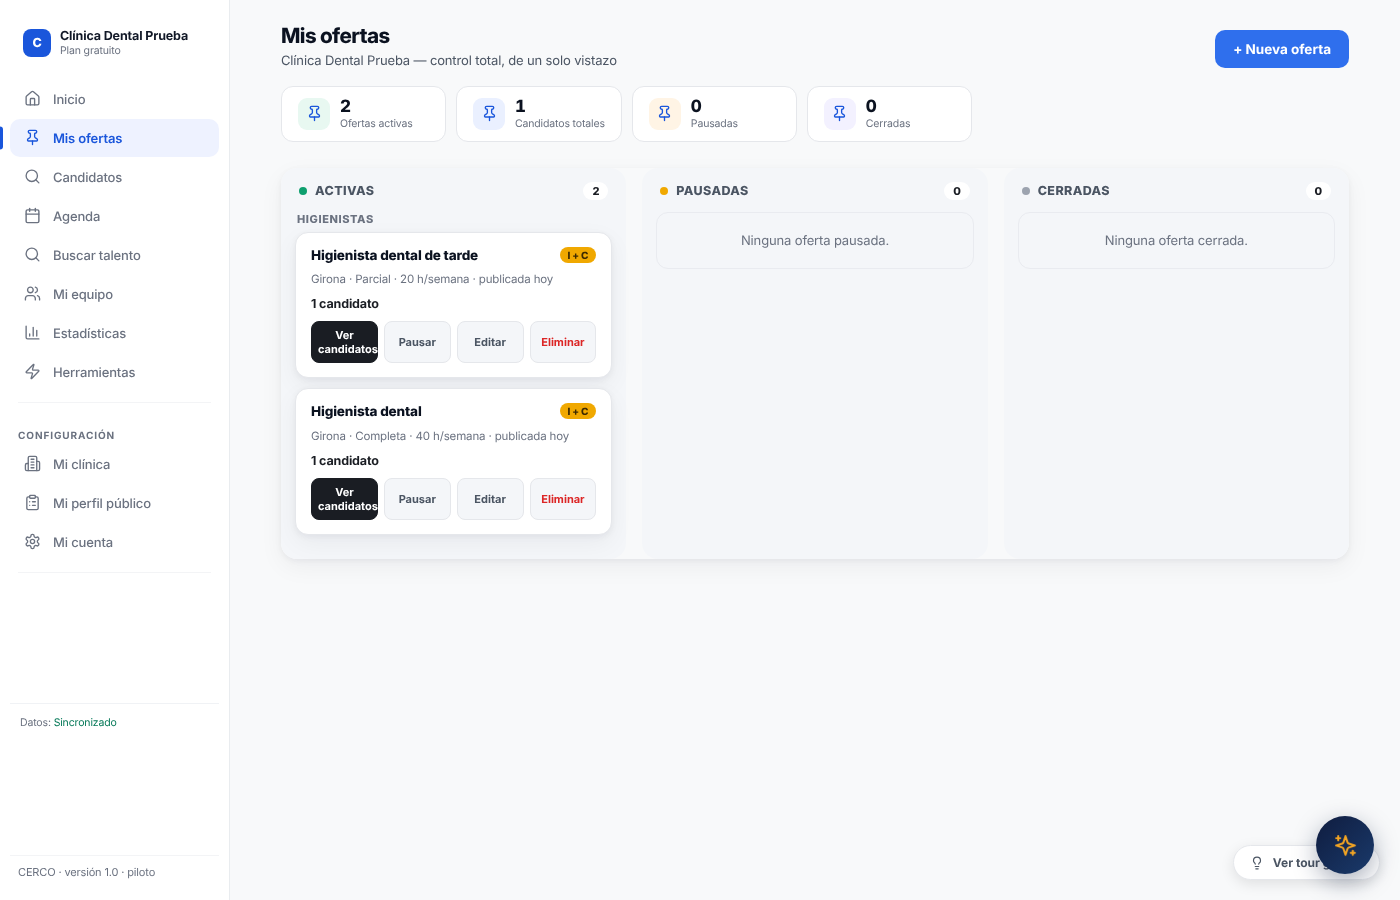 C
Clínica Dental Prueba
Plan gratuito
Inicio
Mis ofertas
Candidatos
Agenda
Buscar talento
Mi equipo
Estadísticas
Herramientas
CONFIGURACIÓN
Mi clínica
Mi perfil público
Mi cuenta
Datos: Sincronizado
CERCO · versión 1.0 · piloto
Mis ofertas
Clínica Dental Prueba — control total, de un solo vistazo
+ Nueva oferta
2
Ofertas activas
1
Candidatos totales
0
Pausadas
0
Cerradas
ACTIVAS 2
HIGIENISTAS
Higienista dental de tarde I + C
Girona · Parcial · 20 h/semana · publicada hoy
1 candidato
Ver candidatos Pausar Editar Eliminar
Higienista dental I + C
Girona · Completa · 40 h/semana · publicada hoy
1 candidato
Ver candidatos Pausar Editar Eliminar
PAUSADAS 0
Ninguna oferta pausada.
CERRADAS 0
Ninguna oferta cerrada.
Ver tour